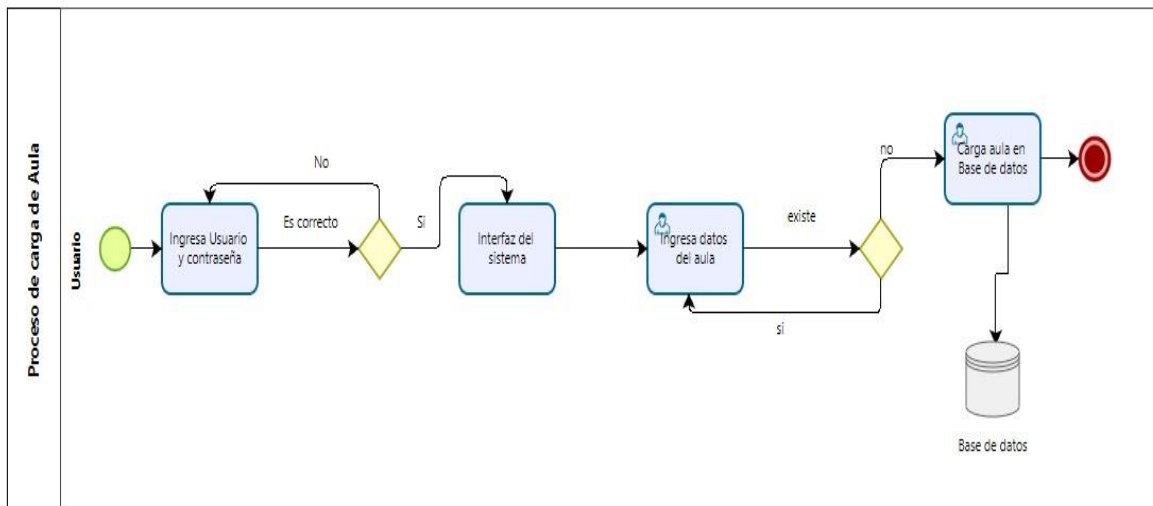 Proceso de carga de Aula
Usuario
Ingresa Usuario
y contraseña
Es correcto
No
Si
Interfaz del
sistema
Ingresa datos
del aula
existe
si
no
Carga aula en
Base de datos
Base de datos